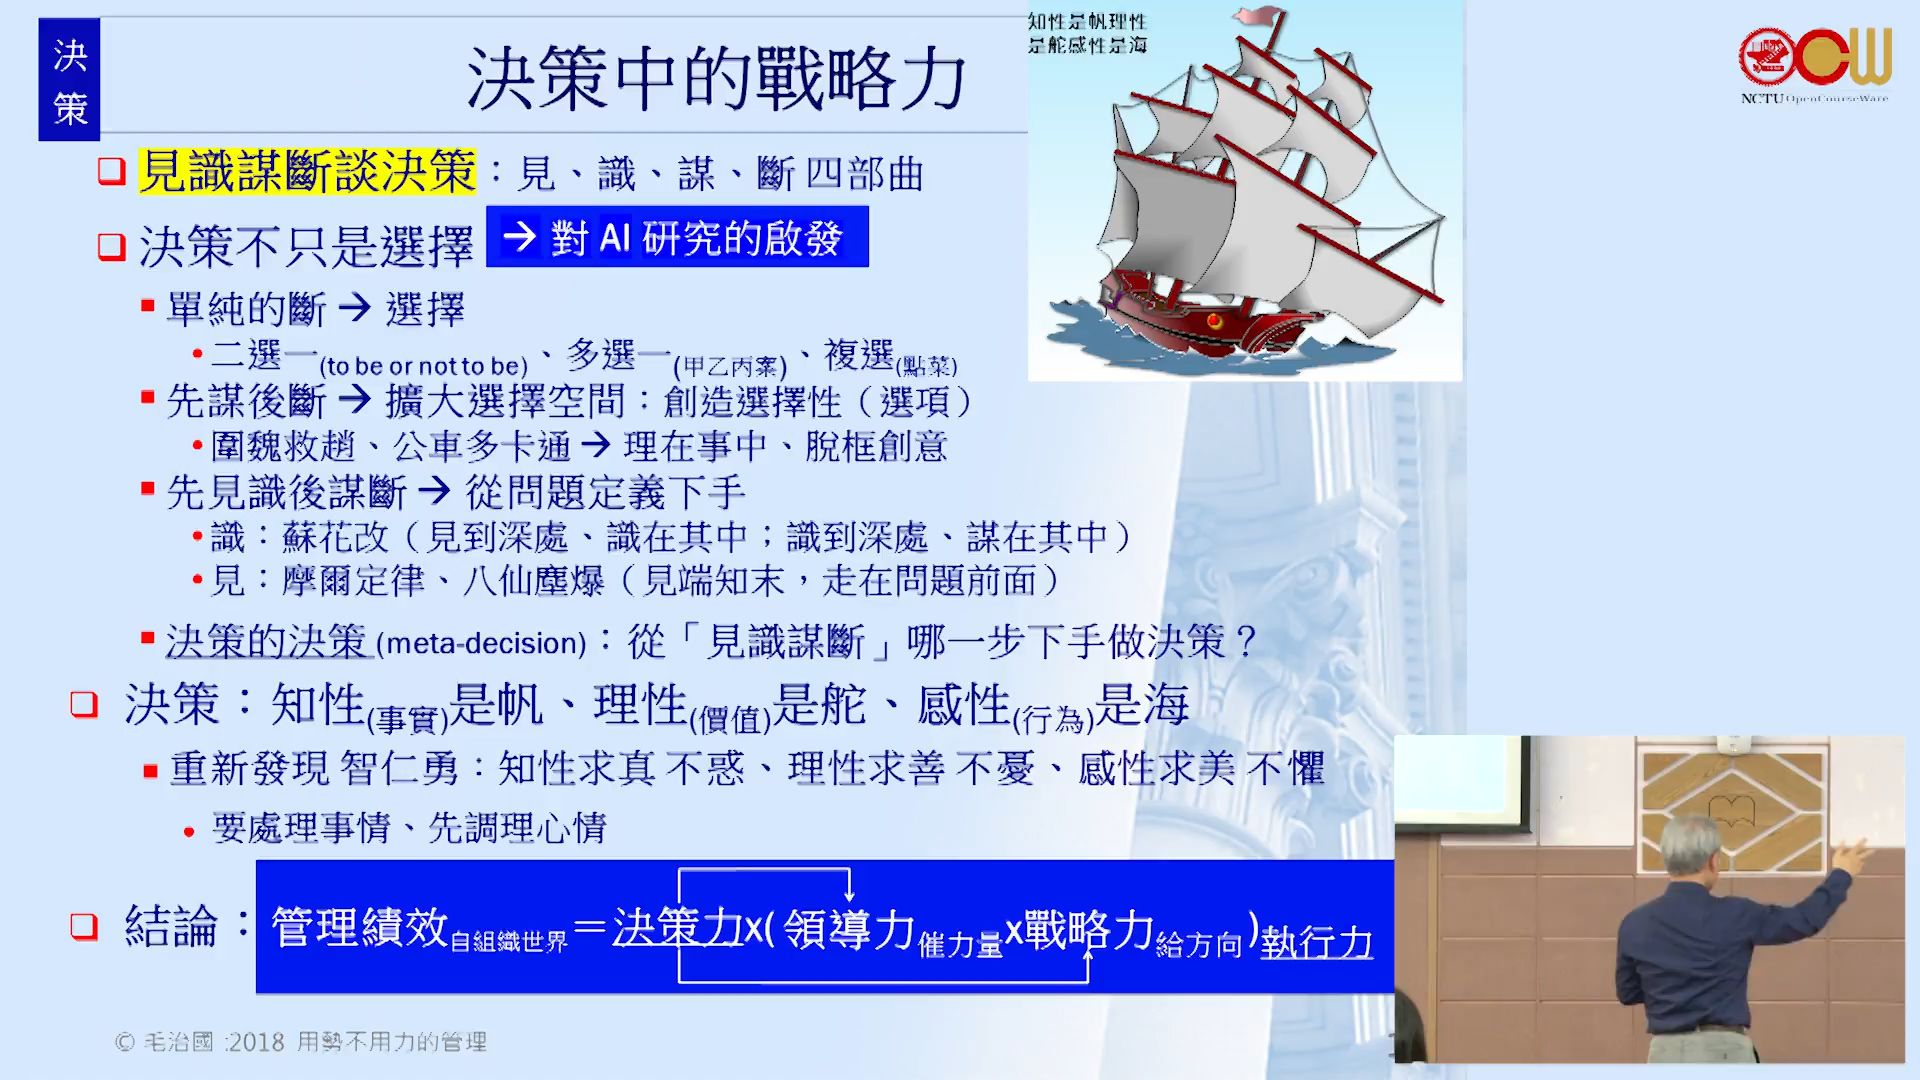 決策
決策中的戰略力
知性是帆理性
是舵感性是海
NCTU OpenCourseWare
見識謀斷談決策：見、識、謀、斷 四部曲
決策不只是選擇 → 對 AI 研究的啟發
單純的斷 → 選擇
二選一(to be or not to be)、多選一(甲乙丙案)、複選(點菜)
先謀後斷 → 擴大選擇空間：創造選擇性（選項）
圍魏救趙、公車多卡通 → 理在事中、脫框創意
先見識後謀斷 → 從問題定義下手
識：蘇花改（見到深處、識在其中；識到深處、謀在其中）
見：摩爾定律、八仙塵爆（見端知末，走在問題前面）
決策的決策 (meta-decision)：從「見識謀斷」哪一步下手做決策？
決策：知性(事實)是帆、理性(價值)是舵、感性(行為)是海
重新發現 智仁勇：知性求真 不惑、理性求善 不憂、感性求美 不懼
要處理事情、先調理心情
結論：管理績效自組織世界＝決策力x(領導力催力量x戰略力給方向)執行力
© 毛治國 :2018 用勢不用力的管理